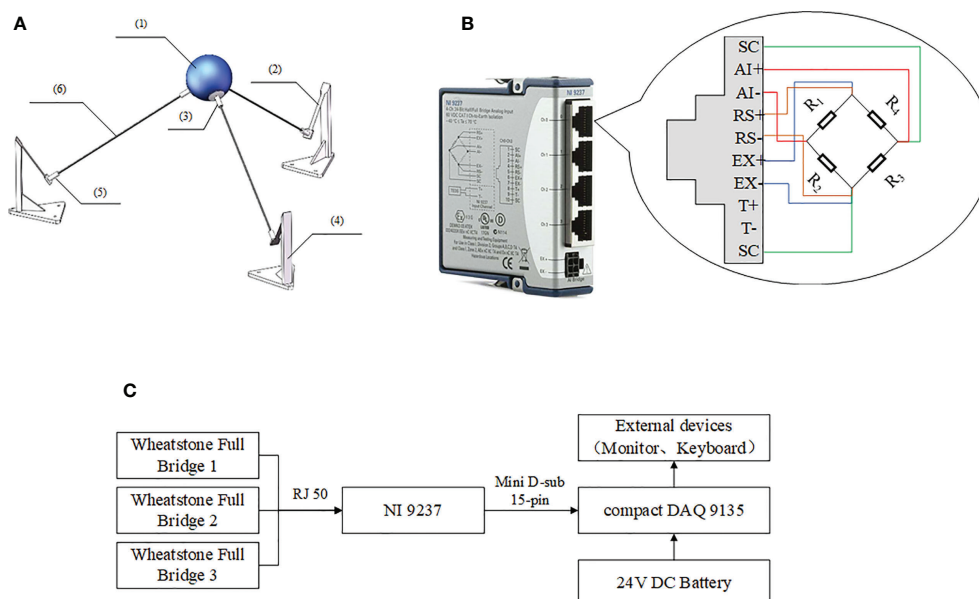 A
(1)
(2)
(3)
(6)
(5)
(4)
B
NI 9237
SC
AI+
AI-
RS+
RS-
EX+
EX-
T+
T-
SC
R1
R4
R2
R3
C
Wheatstone Full
Bridge 1
Wheatstone Full
Bridge 2
Wheatstone Full
Bridge 3
RJ 50
NI 9237
Mini D-sub
15-pin
External devices
（Monitor、Keyboard）
compact DAQ 9135
24V DC Battery